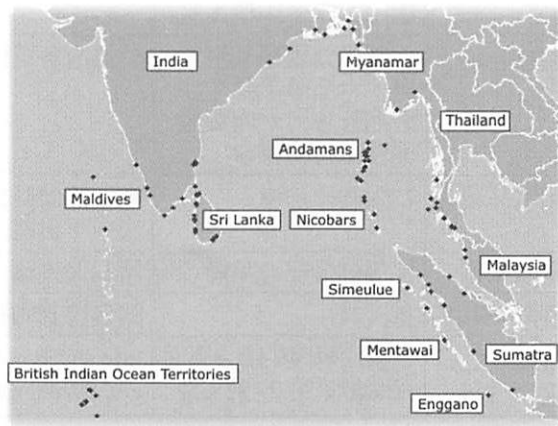 India
Myanamar
Thailand
Andamans
Maldives
Sri Lanka
Nicobars
Malaysia
Simeulue
Mentawai
Sumatra
British Indian Ocean Territories
Enggano